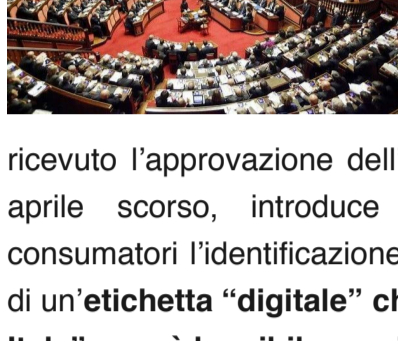 ricevuto l’approvazione dell
aprile scorso, introduce
consumatori l’identificazione
di un’etichetta “digitale” ch